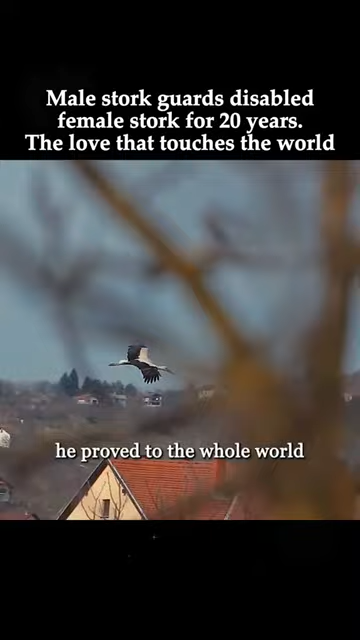 Male stork guards disabled
female stork for 20 years.
The love that touches the world
he proved to the whole world